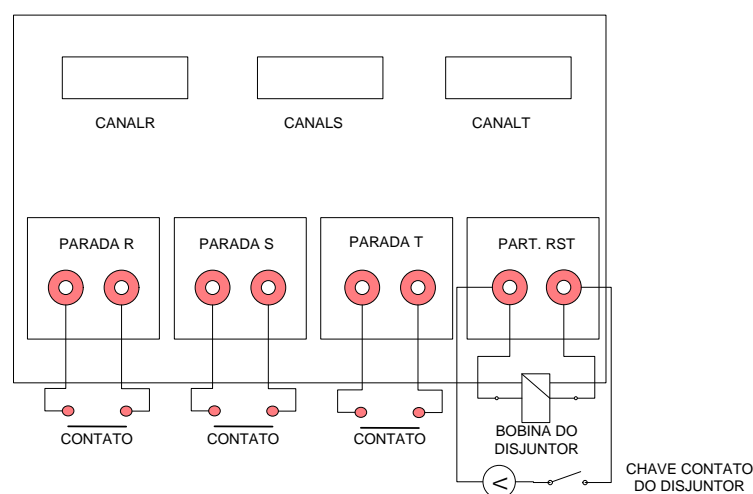 CANALR
CANALS
CANALT
PARADA R
PARADA S
PARADA T
PART. RST
CONTATO
CONTATO
CONTATO
BOBINA DO
DISJUNTOR
V
CHAVE CONTATO
DO DISJUNTOR